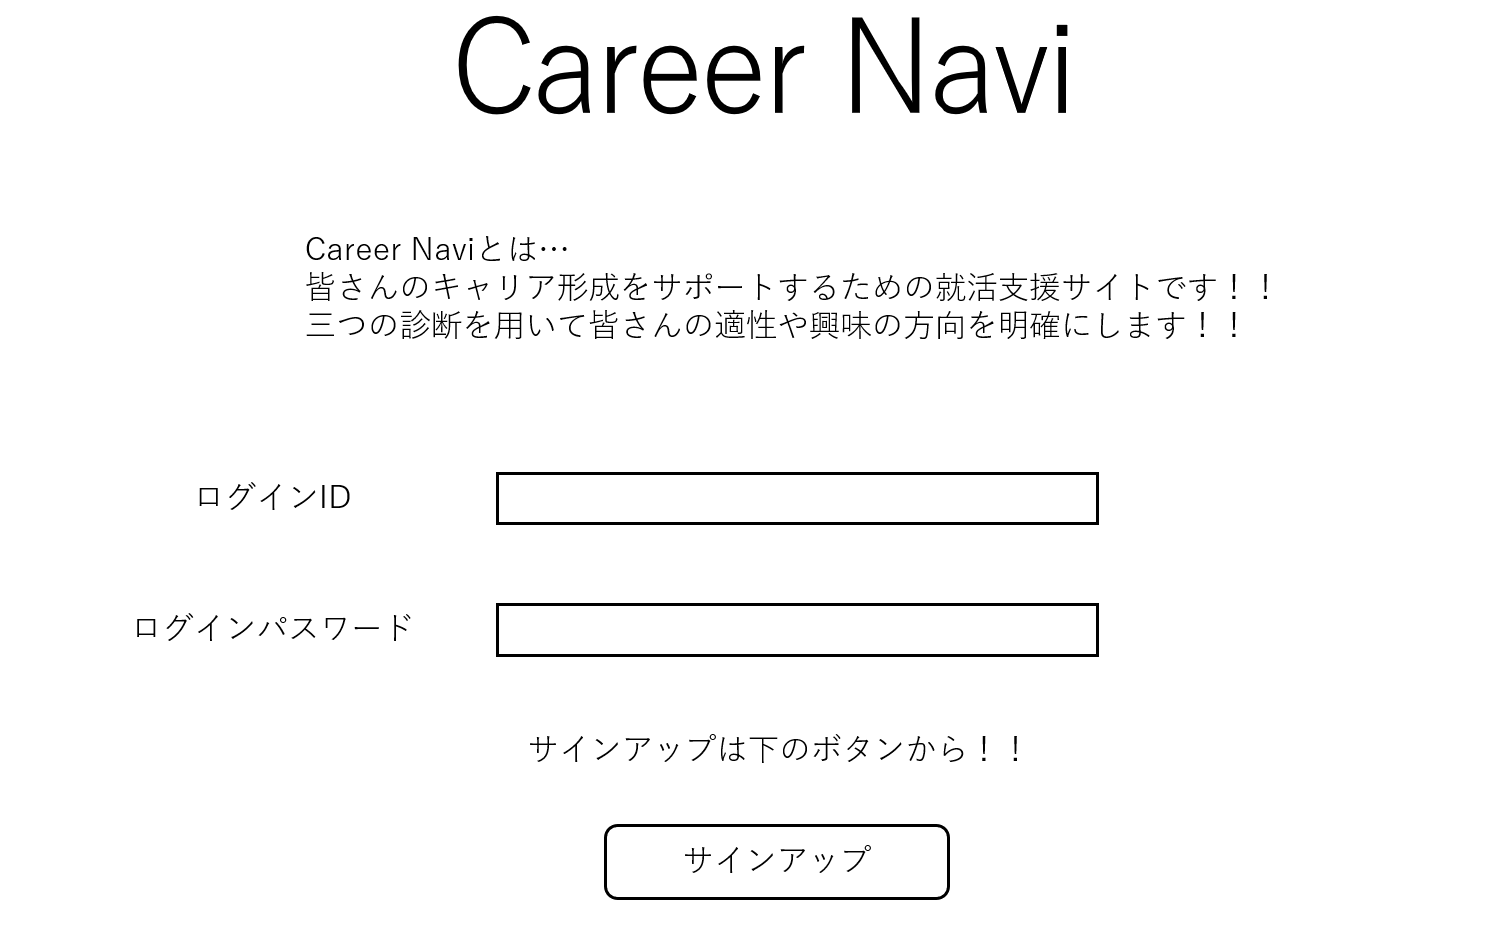 Career Navi
Career Naviとは…
皆さんのキャリア形成をサポートするための就活支援サイトです！！
三つの診断を用いて皆さんの適性や興味の方向を明確にします！！
ログインID
ログインパスワード
サインアップは下のボタンから！！
サインアップ